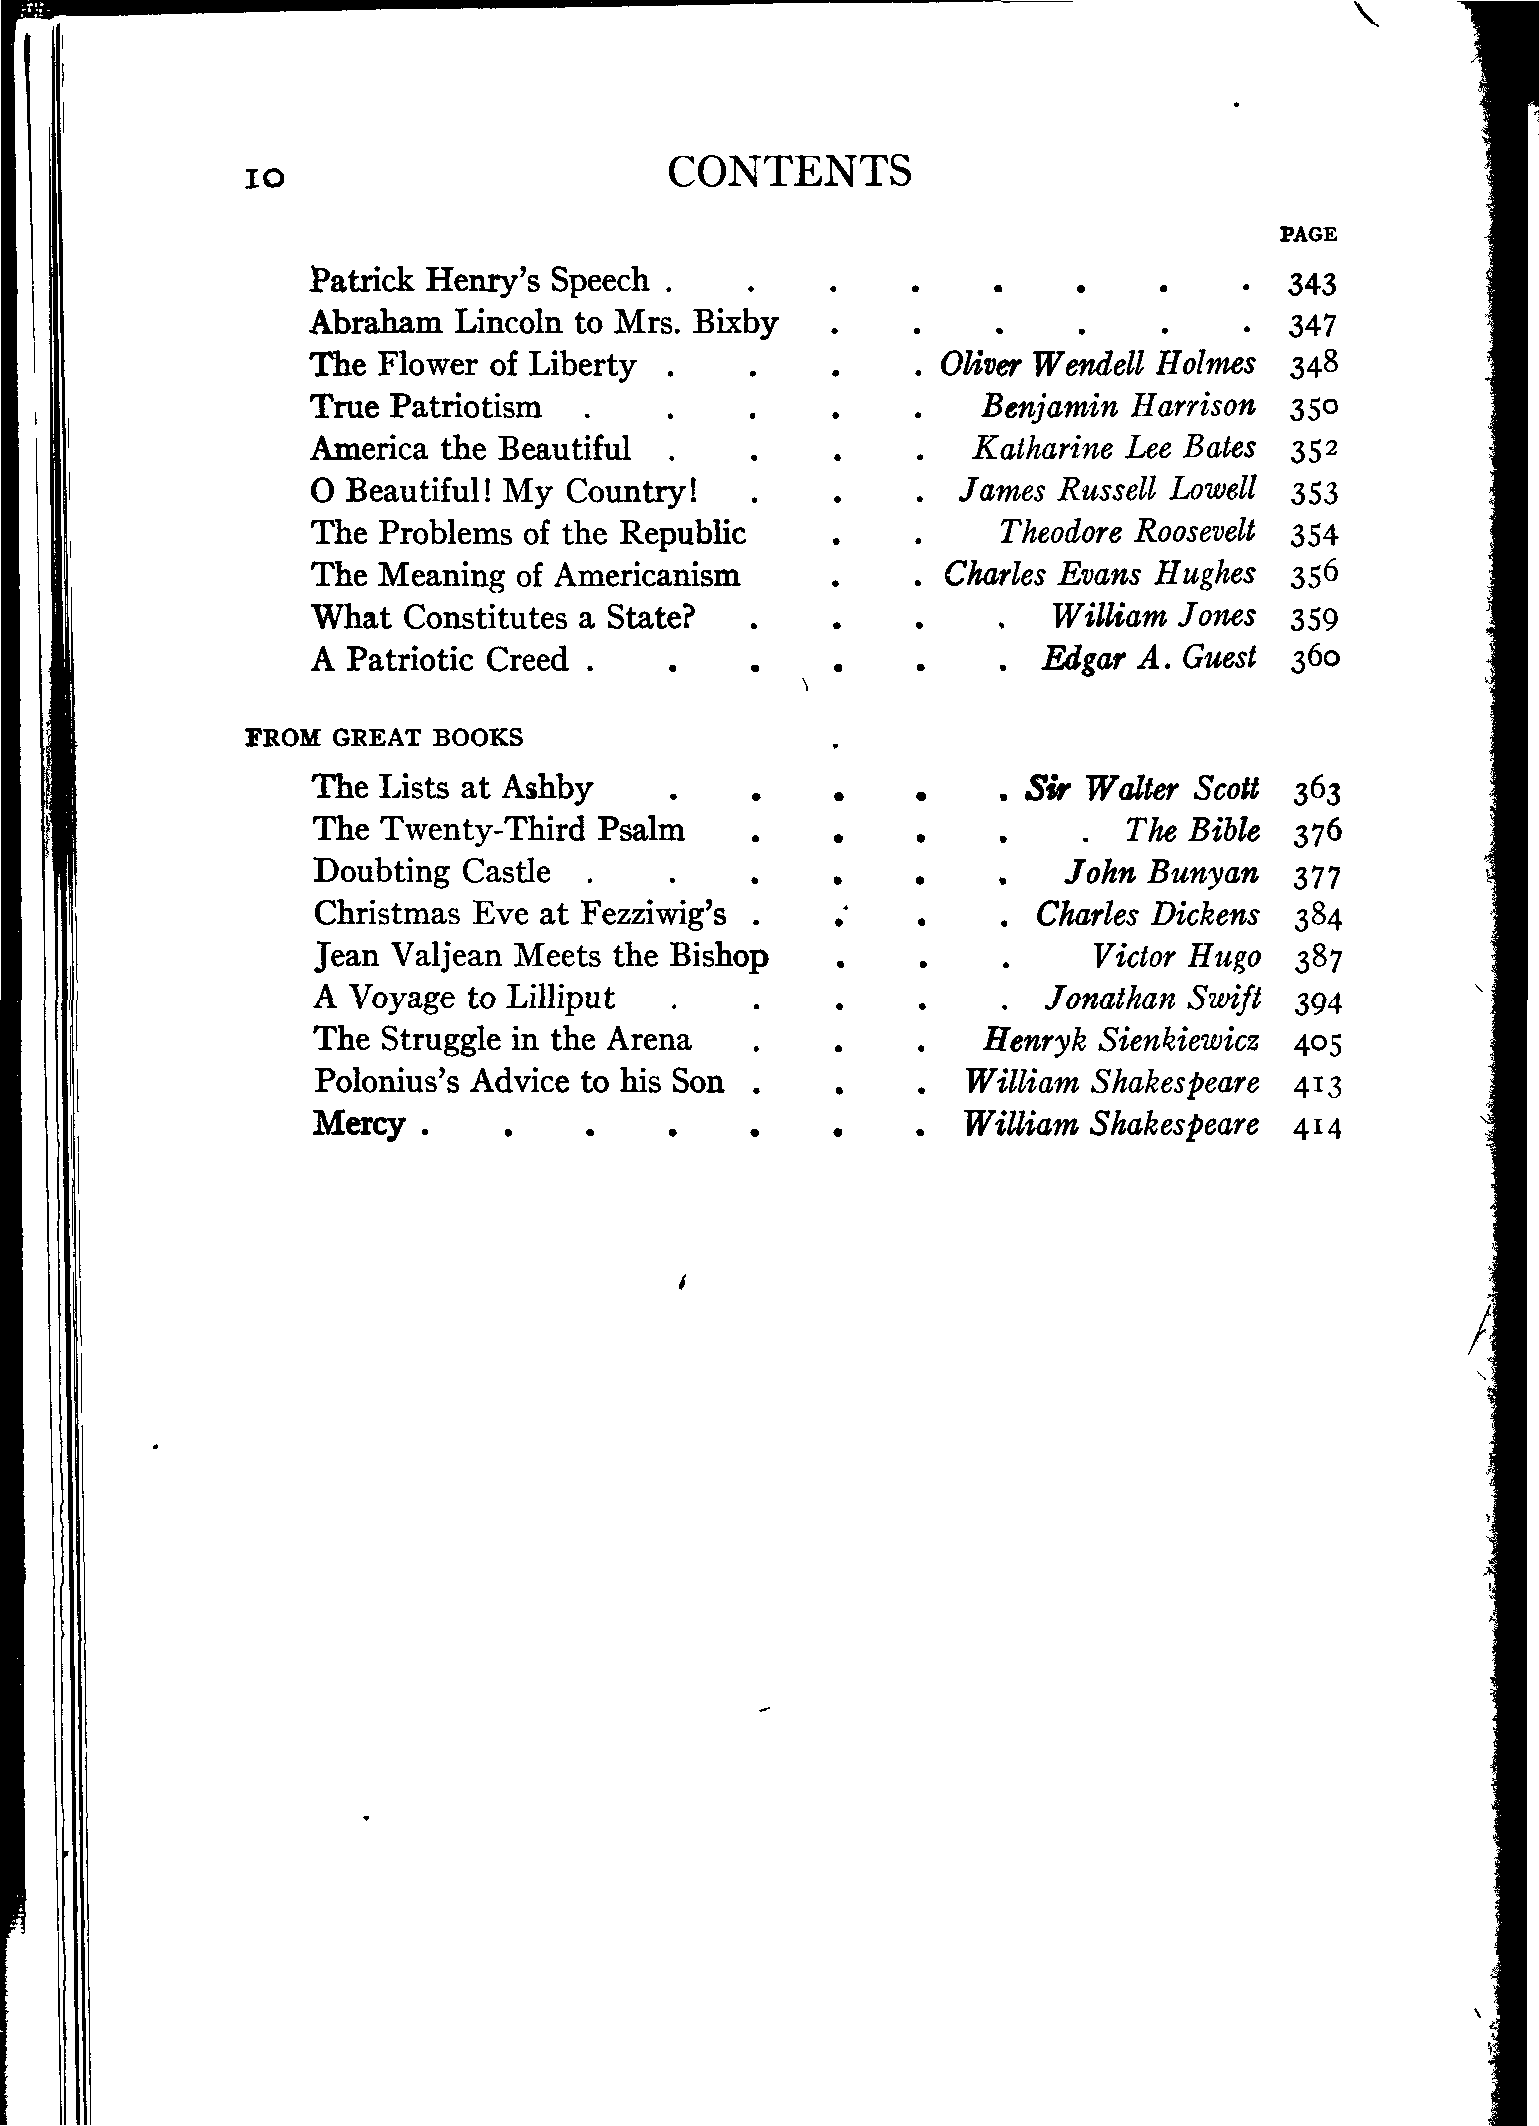 10 CONTENTS
PAGE
Patrick Henry's Speech . . . . . . . . 343
Abraham Lincoln to Mrs. Bixby . . . . . . 347
The Flower of Liberty . . . . Oliver Wendell Holmes 348
True Patriotism . . . . . Benjamin Harrison 350
America the Beautiful . . . . Katharine Lee Bates 352
O Beautiful! My Country! . . . James Russell Lowell 353
The Problems of the Republic . . Theodore Roosevelt 354
The Meaning of Americanism . . Charles Evans Hughes 356
What Constitutes a State? . . . . William Jones 359
A Patriotic Creed . . . . . . Edgar A. Guest 360
FROM GREAT BOOKS
The Lists at Ashby . . . . . Sir Walter Scott 363
The Twenty-Third Psalm . . . . . The Bible 376
Doubting Castle . . . . . . John Bunyan 377
Christmas Eve at Fezziwig's . . . . Charles Dickens 384
Jean Valjean Meets the Bishop . . . Victor Hugo 387
A Voyage to Lilliput . . . . . Jonathan Swift 394
The Struggle in the Arena . . . Henryk Sienkiewicz 405
Polonius's Advice to his Son . . . William Shakespeare 413
Mercy . . . . . . . William Shakespeare 414